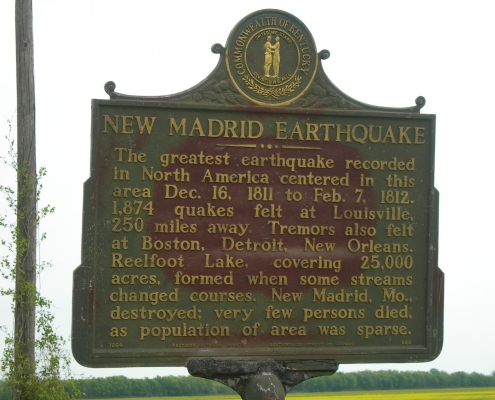 COMMONWEALTH OF KENTUCKY
NEW MADRID EARTHQUAKE
The greatest earthquake recorded
in North America centered in this
area Dec. 16, 1811 to Feb. 7, 1812.
1,874 quakes felt at Louisville,
250 miles away. Tremors also felt
at Boston, Detroit, New Orleans.
Reelfoot Lake, covering 25,000
acres, formed when some streams
changed courses. New Madrid, Mo.,
destroyed; very few persons died,
as population of area was sparse.